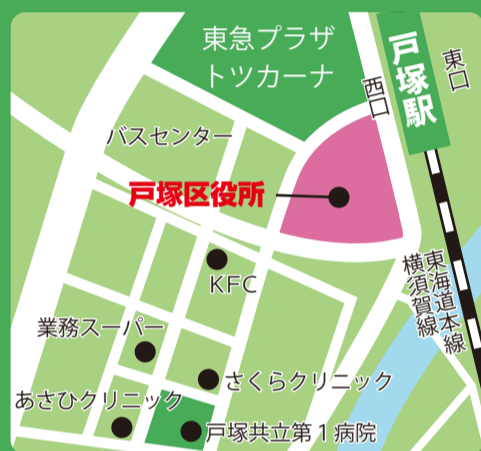 東急プラザ
トツカーナ
戸塚駅
東口
西口
バスセンター
戸塚区役所
KFC
東海道本線
横須賀線
業務スーパー
さくらクリニック
あさひクリニック
戸塚共立第1病院